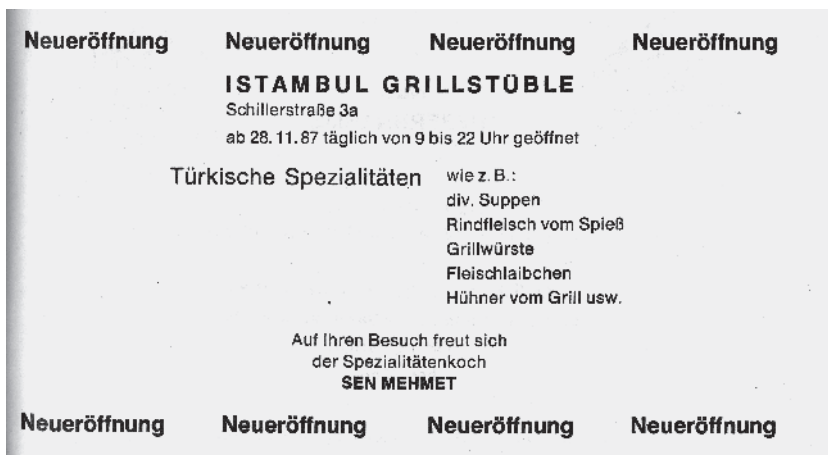 Neueröffnung Neueröffnung Neueröffnung Neueröffnung
ISTAMBUL GRILLSTÜBLE
Schillerstraße 3a
ab 28.11.87 täglich von 9 bis 22 Uhr geöffnet
Türkische Spezialitäten wie z. B.:
div. Suppen
Rindfleisch vom Spieß
Grillwürste
Fleischlaibchen
Hühner vom Grill usw.
Auf Ihren Besuch freut sich
der Spezialitätenkoch
SEN MEHMET
Neueröffnung Neueröffnung Neueröffnung Neueröffnung